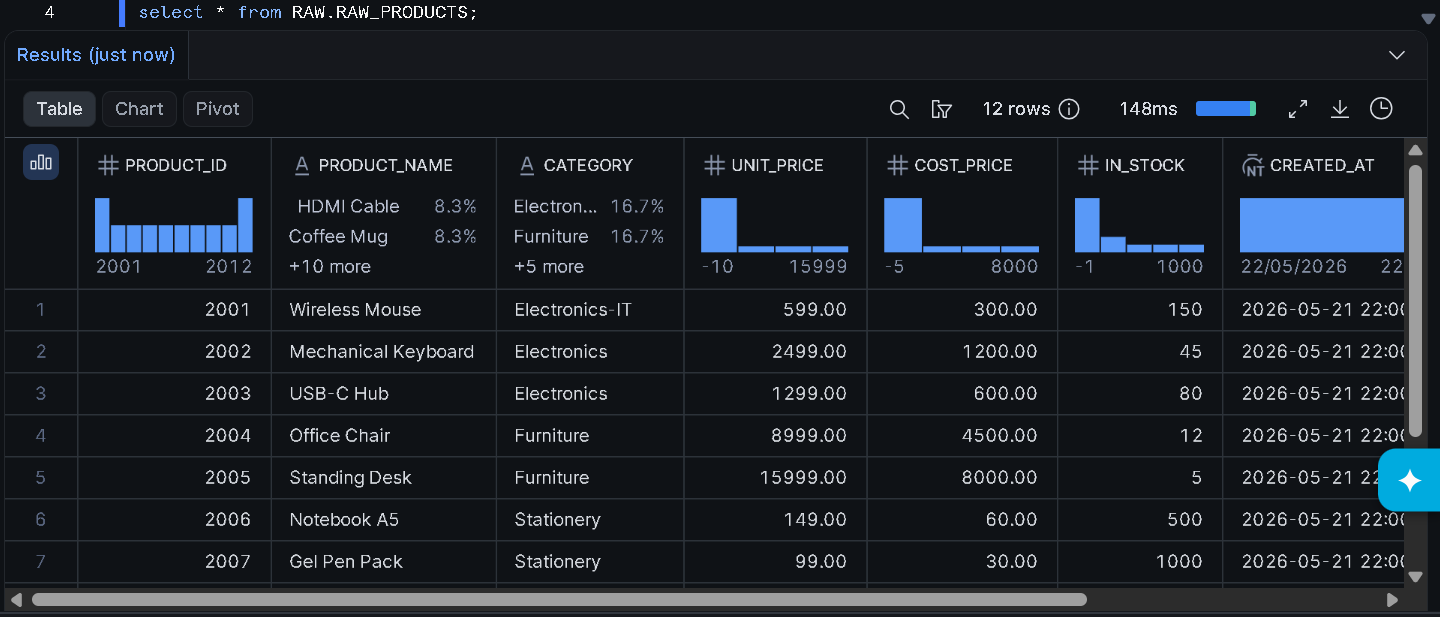 4 select * from RAW.RAW_PRODUCTS;
Results (just now)
Table Chart Pivot 12 rows 148ms
PRODUCT_ID PRODUCT_NAME CATEGORY UNIT_PRICE COST_PRICE IN_STOCK CREATED_AT
HDMI Cable 8.3% Electron... 16.7%
Coffee Mug 8.3% Furniture 16.7%
2001 2012 +10 more +5 more -10 15999 -5 8000 -1 1000 22/05/2026 22
1 2001 Wireless Mouse Electronics-IT 599.00 300.00 150 2026-05-21 22:00
2 2002 Mechanical Keyboard Electronics 2499.00 1200.00 45 2026-05-21 22:00
3 2003 USB-C Hub Electronics 1299.00 600.00 80 2026-05-21 22:00
4 2004 Office Chair Furniture 8999.00 4500.00 12 2026-05-21 22:00
5 2005 Standing Desk Furniture 15999.00 8000.00 5 2026-05-21 22
6 2006 Notebook A5 Stationery 149.00 60.00 500 2026-05-21 22:00
7 2007 Gel Pen Pack Stationery 99.00 30.00 1000 2026-05-21 22:00